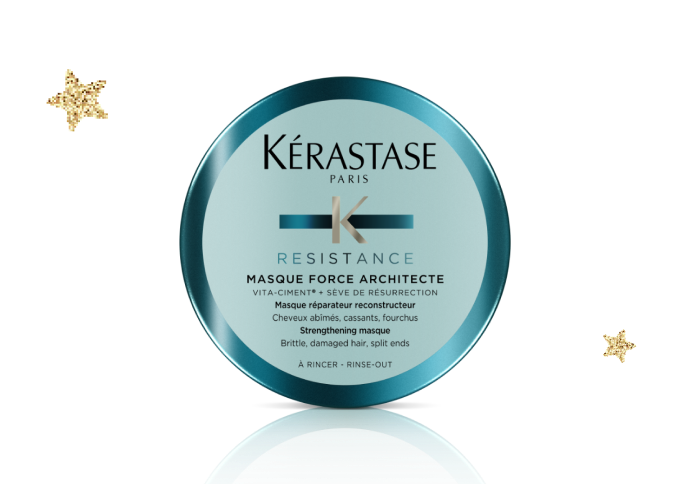 KÉRASTASE
PARIS
K
RESISTANCE
MASQUE FORCE ARCHITECTE
VITA-CIMENT® + SÈVE DE RÉSURRECTION
Masque réparateur reconstructeur
Cheveux abîmés, cassants, fourchus
Strengthening masque
Brittle, damaged hair, split ends
À RINCER - RINSE-OUT